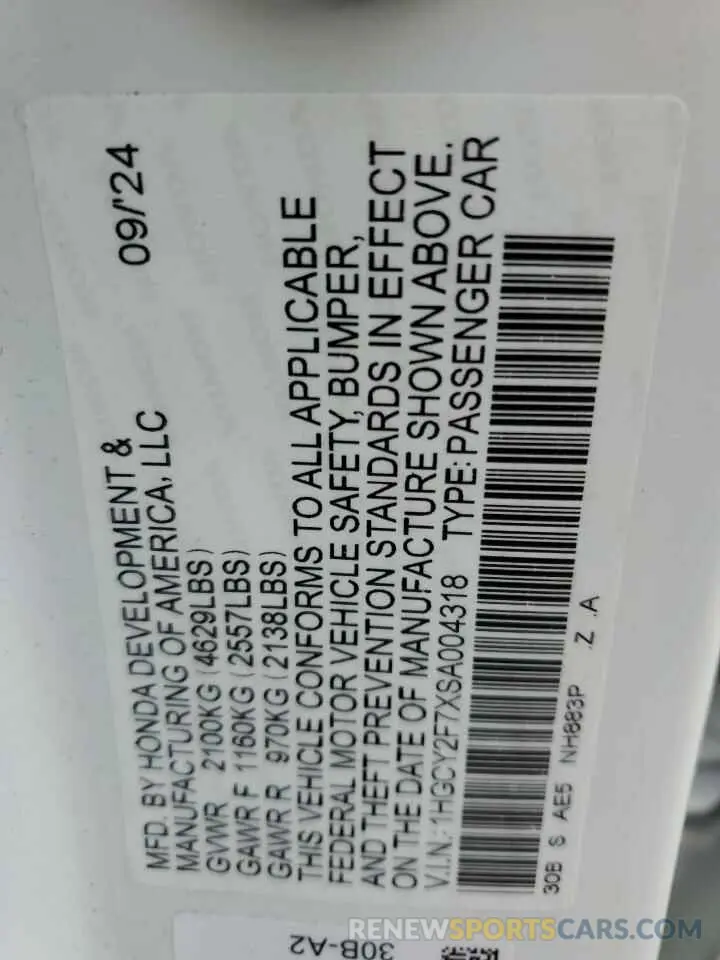 MFD. BY HONDA DEVELOPMENT & 09/'24
MANUFACTURING OF AMERICA, LLC
GVWR 2100KG (4629LBS)
GAWR F 1160KG (2557LBS)
GAWR R 970KG (2138LBS)
THIS VEHICLE CONFORMS TO ALL APPLICABLE
FEDERAL MOTOR VEHICLE SAFETY, BUMPER,
AND THEFT PREVENTION STANDARDS IN EFFECT
ON THE DATE OF MANUFACTURE SHOWN ABOVE.
V.I.N.: 1HGCY2F7XSA004318 TYPE: PASSENGER CAR
30B S AE5 NH883P .Z .A
30B-A2
RENEWSPORTSCARS.COM